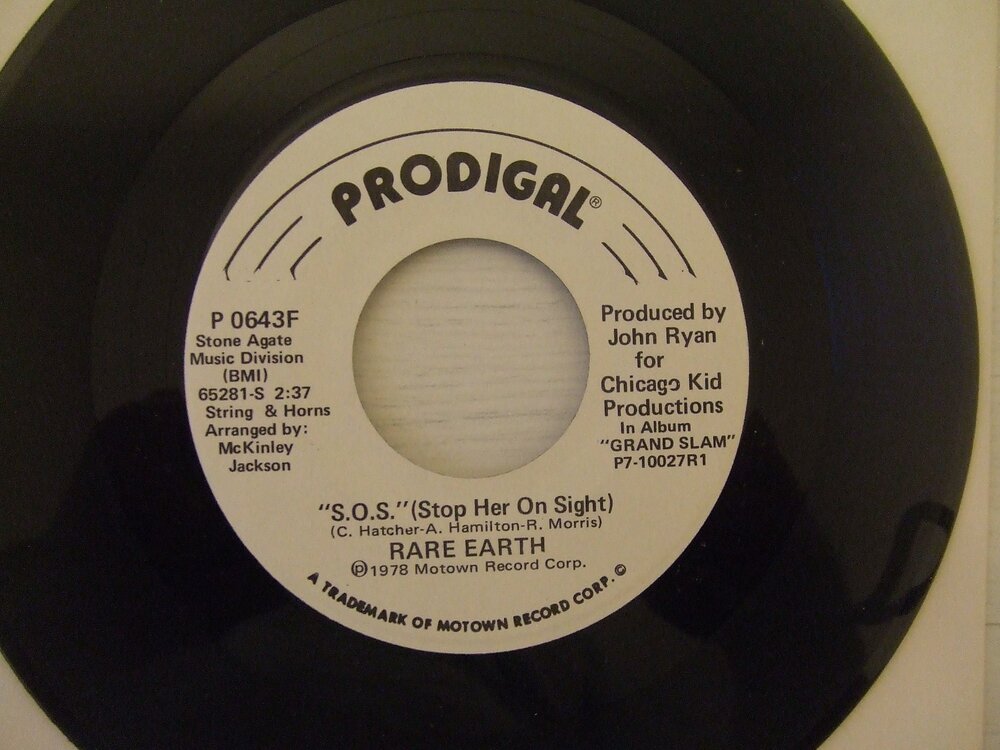 PRODIGAL®
P 0643F
Stone Agate
Music Division
(BMI)
65281-S 2:37
String & Horns
Arranged by:
McKinley
Jackson
Produced by
John Ryan
for
Chicago Kid
Productions
In Album
"GRAND SLAM"
P7-10027R1
"S.O.S." (Stop Her On Sight)
(C. Hatcher-A. Hamilton-R. Morris)
RARE EARTH
℗1978 Motown Record Corp.
A TRADEMARK OF MOTOWN RECORD CORP. ©